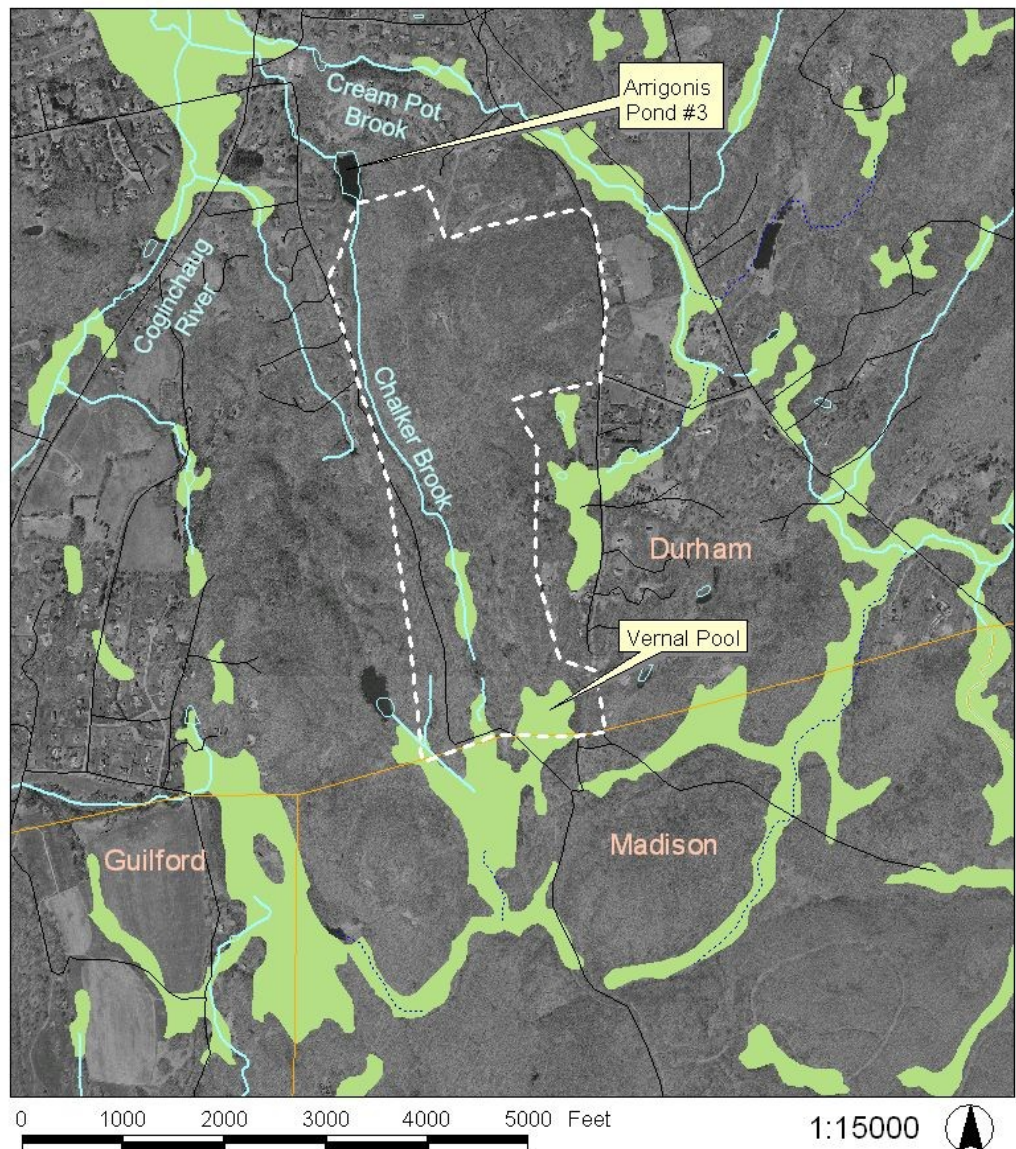 Arrigonis
Pond #3
Cream Pot
Brook
Coginchaug
River
Chalker Brook
Durham
Vernal Pool
Guilford
Madison
0 1000 2000 3000 4000 5000 Feet
1:15000